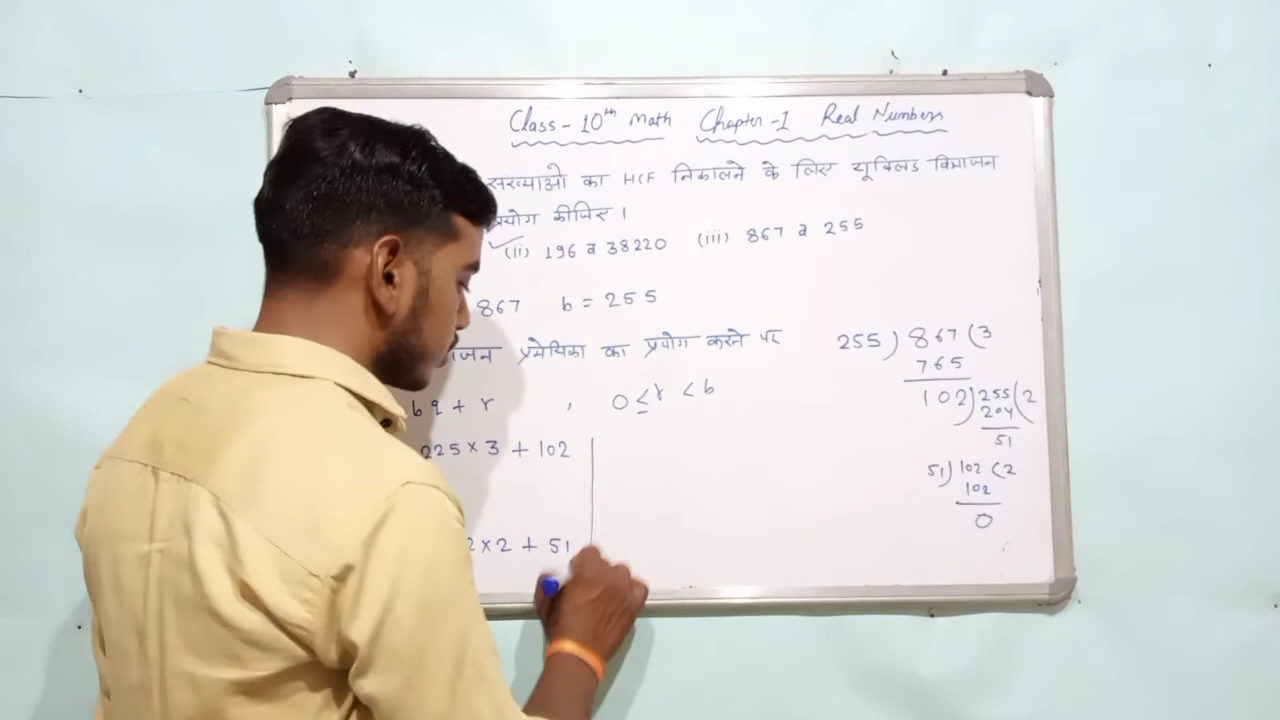 Class - 10th Math Chapter - 1 Real Numbers
संख्याओ का HCF निकालने के लिए यूक्लिड विभाजन
प्रयोग कीजिए ।
(ii) 196 व 38220 (iii) 867 व 255
867 b = 255
प्रमेयिका का प्रयोग करने पर
bq + r , 0 ≤ r < b
225 × 3 + 102
2 × 2 + 51
255 ) 867 ( 3
765
102 ) 255 ( 2
204
51
51 ) 102 ( 2
102
0